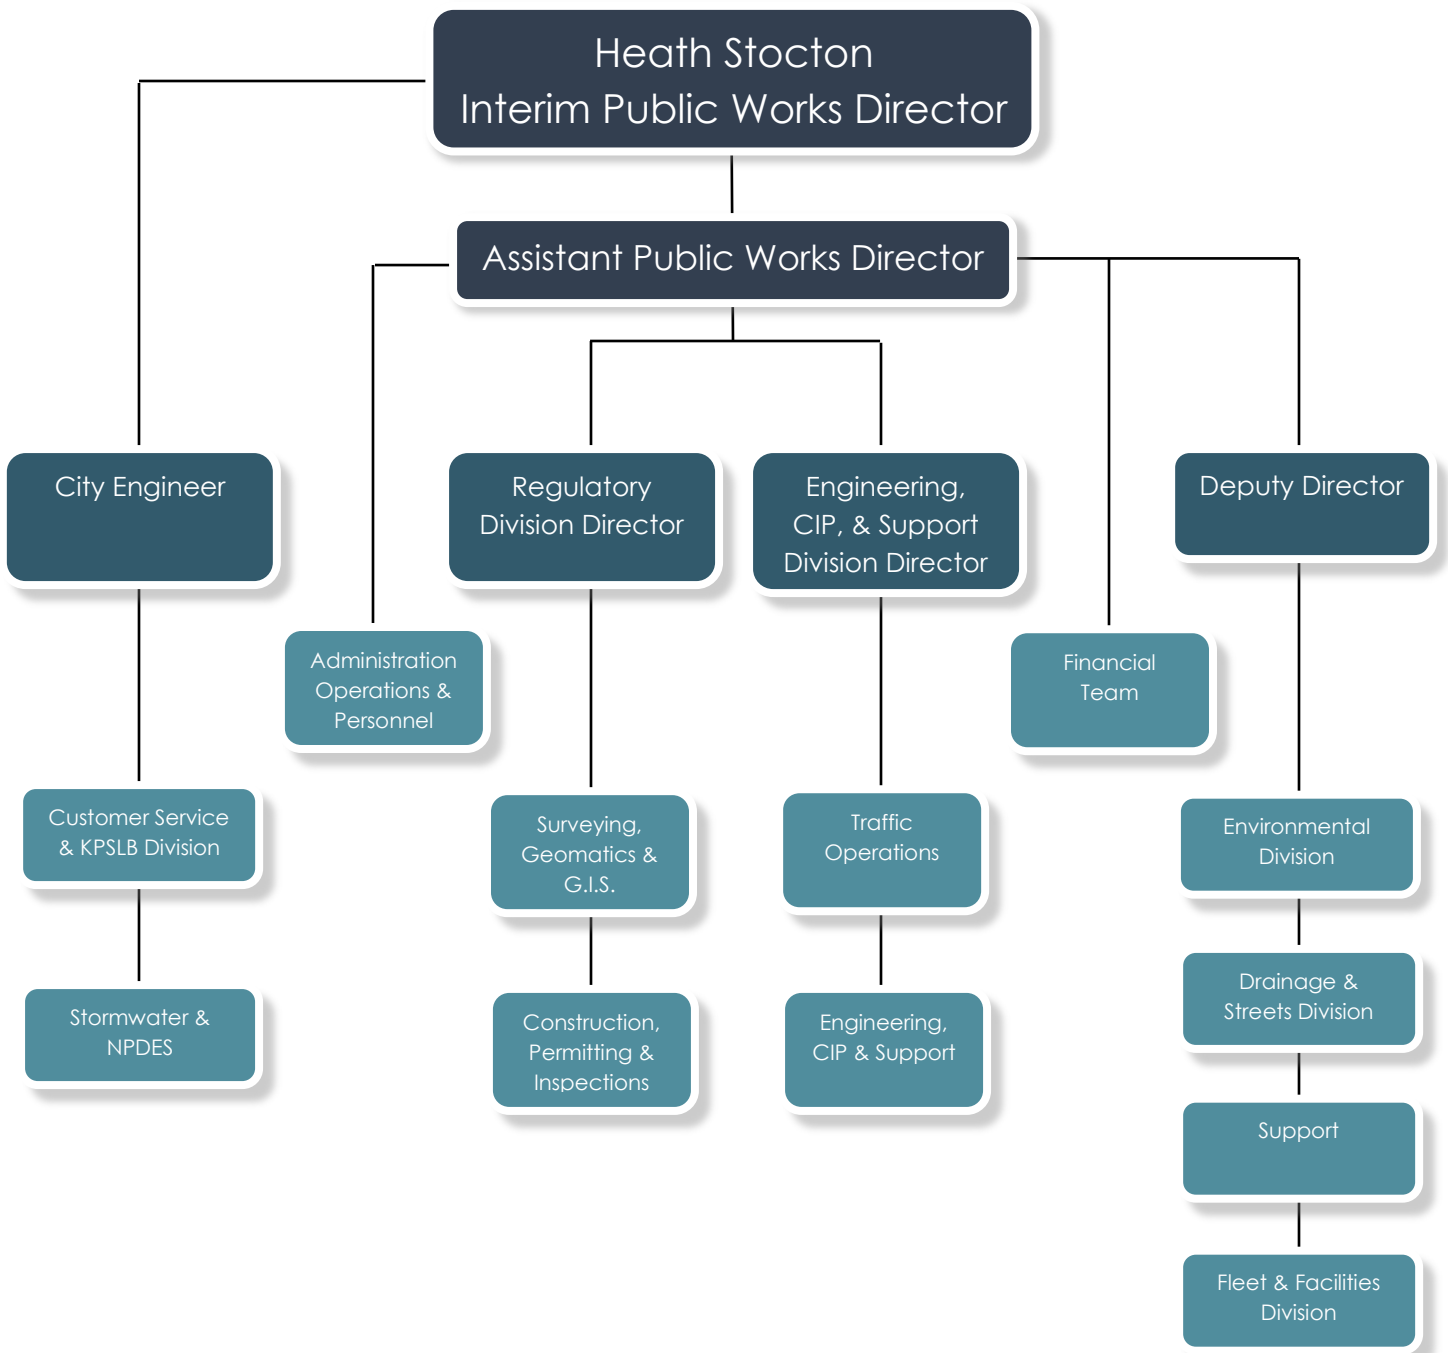 Heath Stocton
Interim Public Works Director
Assistant Public Works Director
City Engineer
Regulatory
Division Director
Engineering,
CIP, & Support
Division Director
Deputy Director
Administration
Operations &
Personnel
Financial
Team
Customer Service
& KPSLB Division
Surveying,
Geomatics &
G.I.S.
Traffic
Operations
Environmental
Division
Stormwater &
NPDES
Construction,
Permitting &
Inspections
Engineering,
CIP & Support
Drainage &
Streets Division
Support
Fleet & Facilities
Division